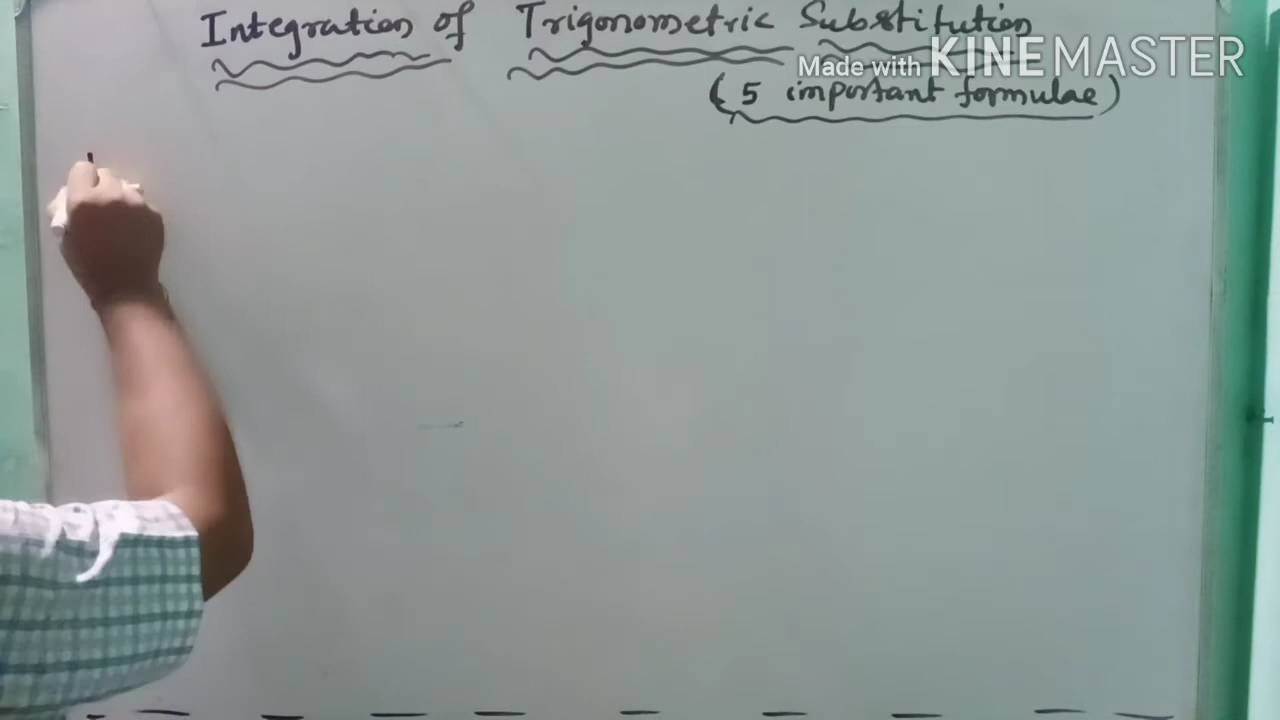 Integration of Trigonometric Substitution
Made with KINEMASTER
(5 important formulae)